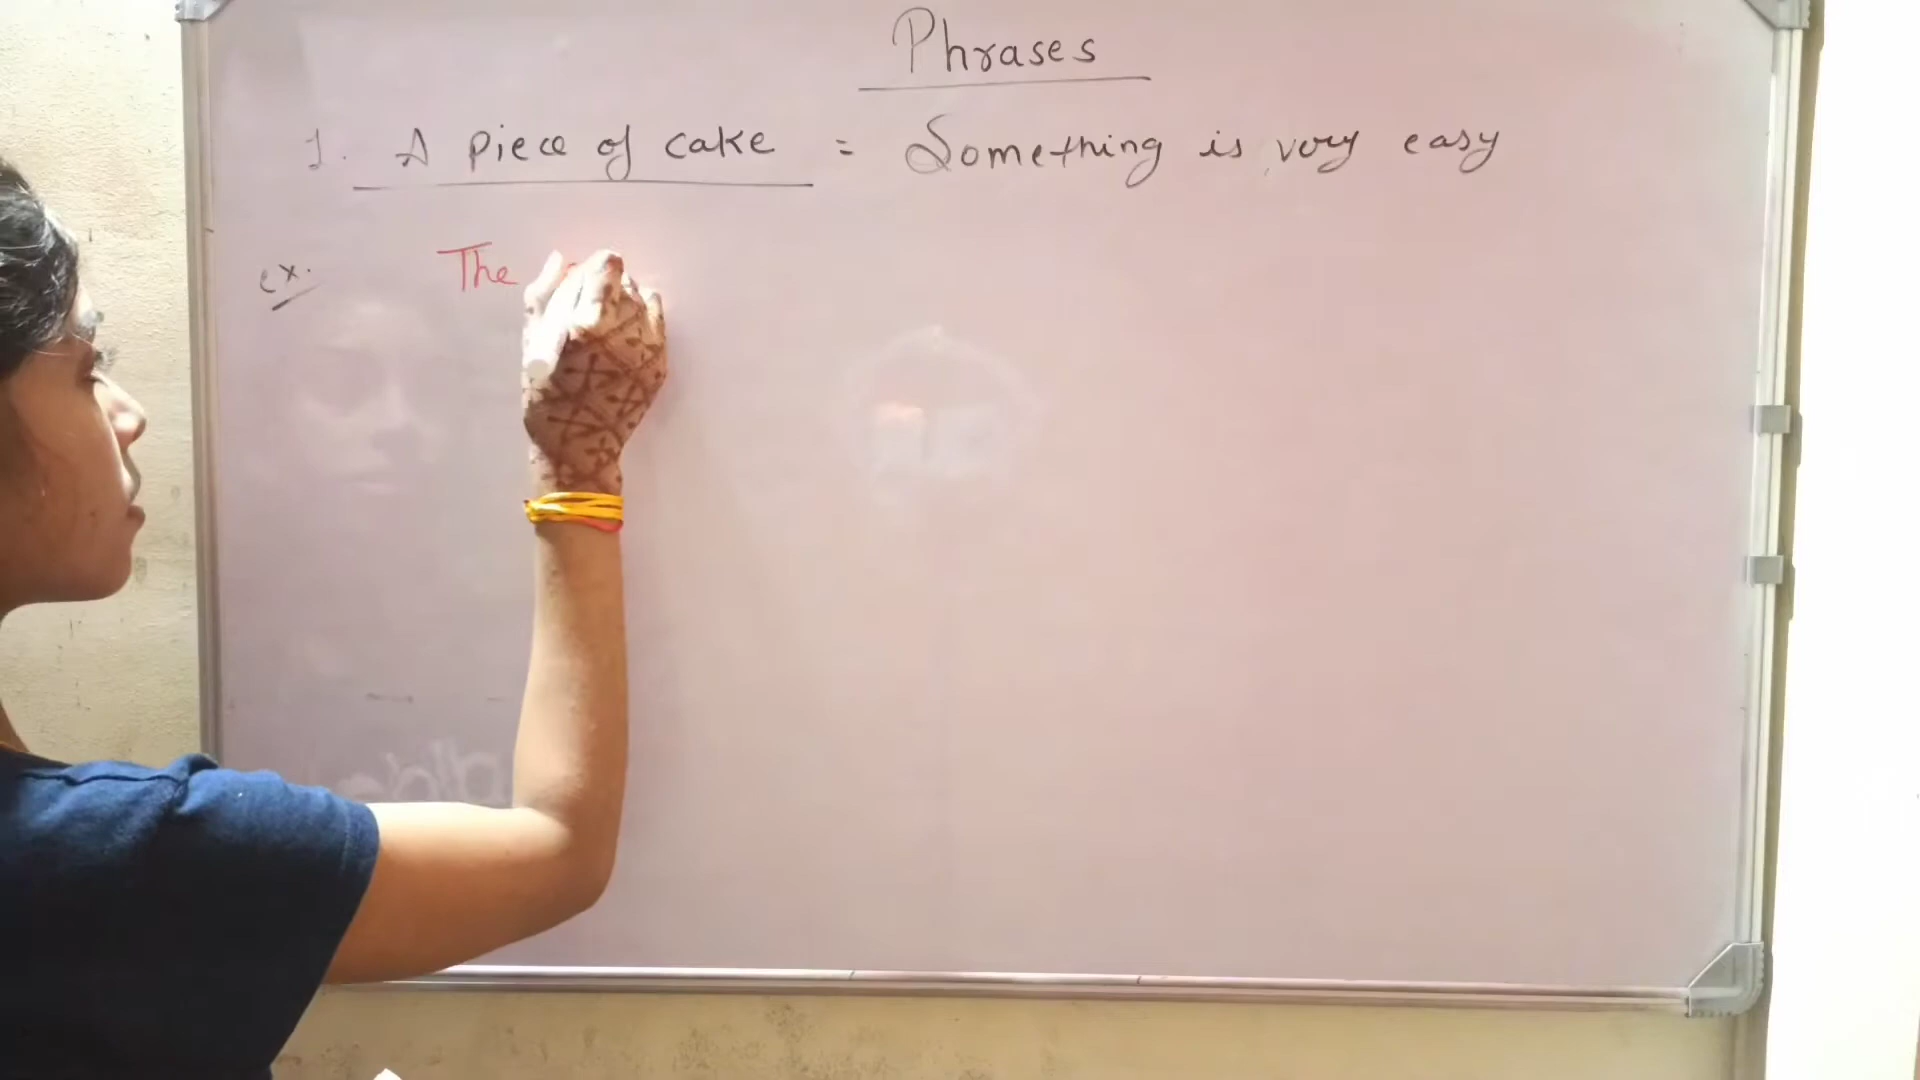 Phrases
1. A piece of cake = Something is very easy
ex. The